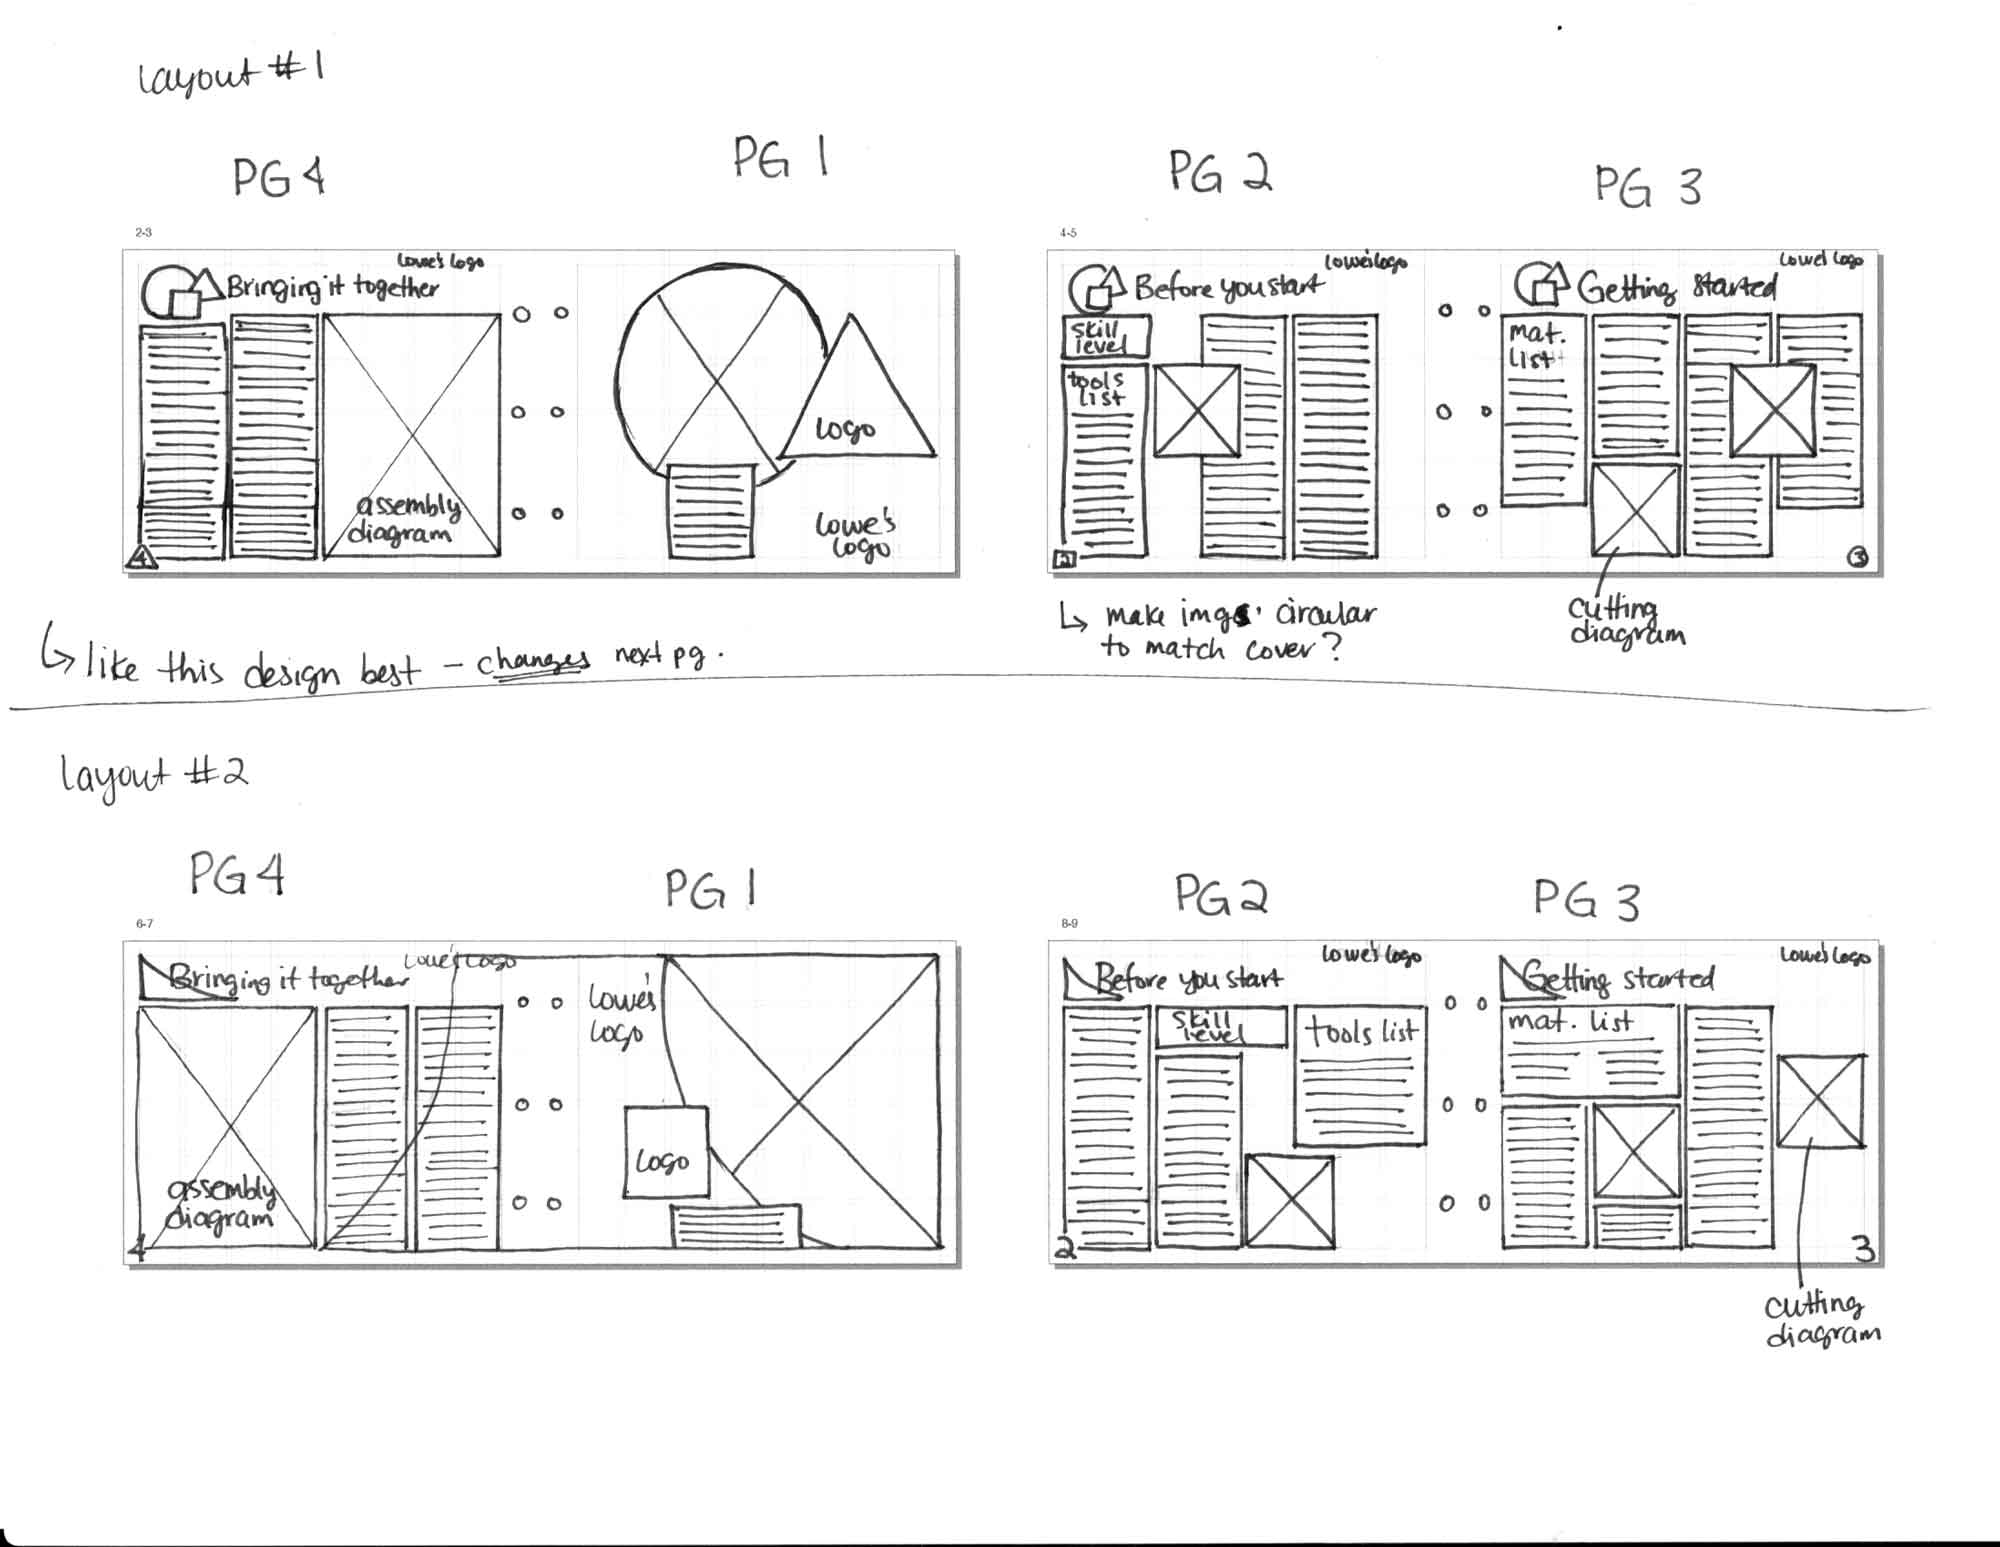 layout #1
PG 4
PG 1
PG 2
PG 3
2-3
4-5
Lowe's logo
Bringing it together
assembly
diagram
4
logo
Lowe's
logo
Lowe's logo
Before you start
skill
level
tools
list
2
Lowe's logo
Getting started
mat.
list
3
cutting
diagram
↳ like this design best - changes next pg.
↳ make imgs. circular
to match cover?
layout #2
PG 4
PG 1
PG 2
PG 3
6-7
8-9
Lowe's Logo
Bringing it together
assembly
diagram
4
Lowe's
logo
Logo
Lowe's logo
Before you start
skill
level
tools list
2
Lowe's logo
Getting started
mat. list
3
cutting
diagram